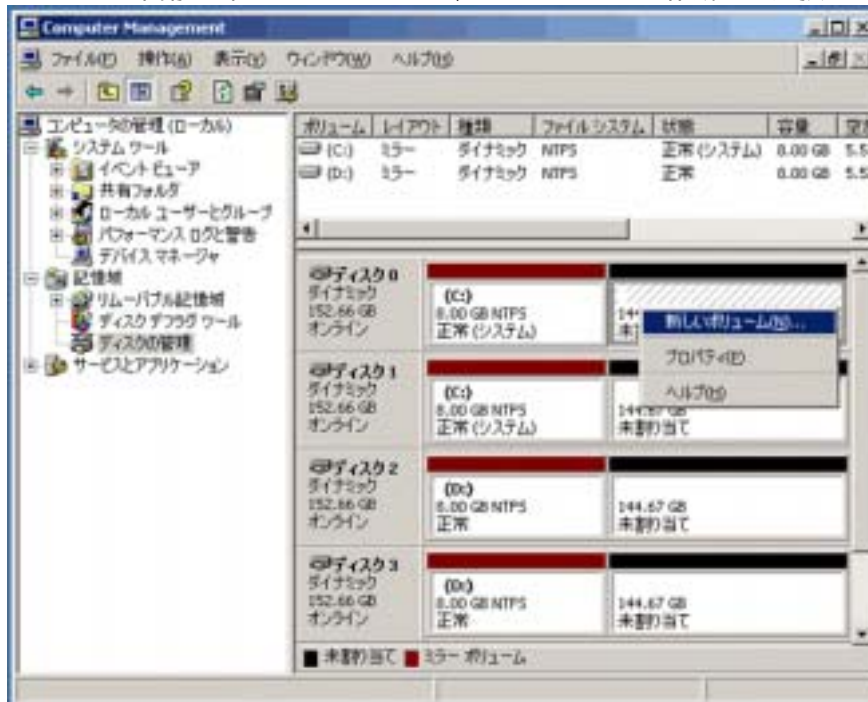 Computer Management
ファイル(F) 操作(A) 表示(V) ウィンドウ(W) ヘルプ(H)
コンピュータの管理 (ローカル)
システム ツール
イベント ビューア
共有フォルダ
ローカル ユーザーとグループ
パフォーマンス ログと警告
デバイス マネージャ
記憶域
リムーバブル記憶域
ディスク デフラグ ツール
ディスクの管理
サービスとアプリケーション
ボリューム レイアウト 種類 ファイル システム 状態 容量
(C:) ミラー ダイナミック NTFS 正常 (システム) 8.00 GB
(D:) ミラー ダイナミック NTFS 正常 8.00 GB
ディスク 0
ダイナミック
152.66 GB
オンライン
(C:)
8.00 GB NTFS
正常 (システム)
新しいボリューム(N)...
プロパティ(P)
ヘルプ(H)
ディスク 1
ダイナミック
152.66 GB
オンライン
(C:)
8.00 GB NTFS
正常 (システム)
144.67 GB
未割り当て
ディスク 2
ダイナミック
152.66 GB
オンライン
(D:)
8.00 GB NTFS
正常
144.67 GB
未割り当て
ディスク 3
ダイナミック
152.66 GB
オンライン
(D:)
8.00 GB NTFS
正常
144.67 GB
未割り当て
未割り当て ミラー ボリューム